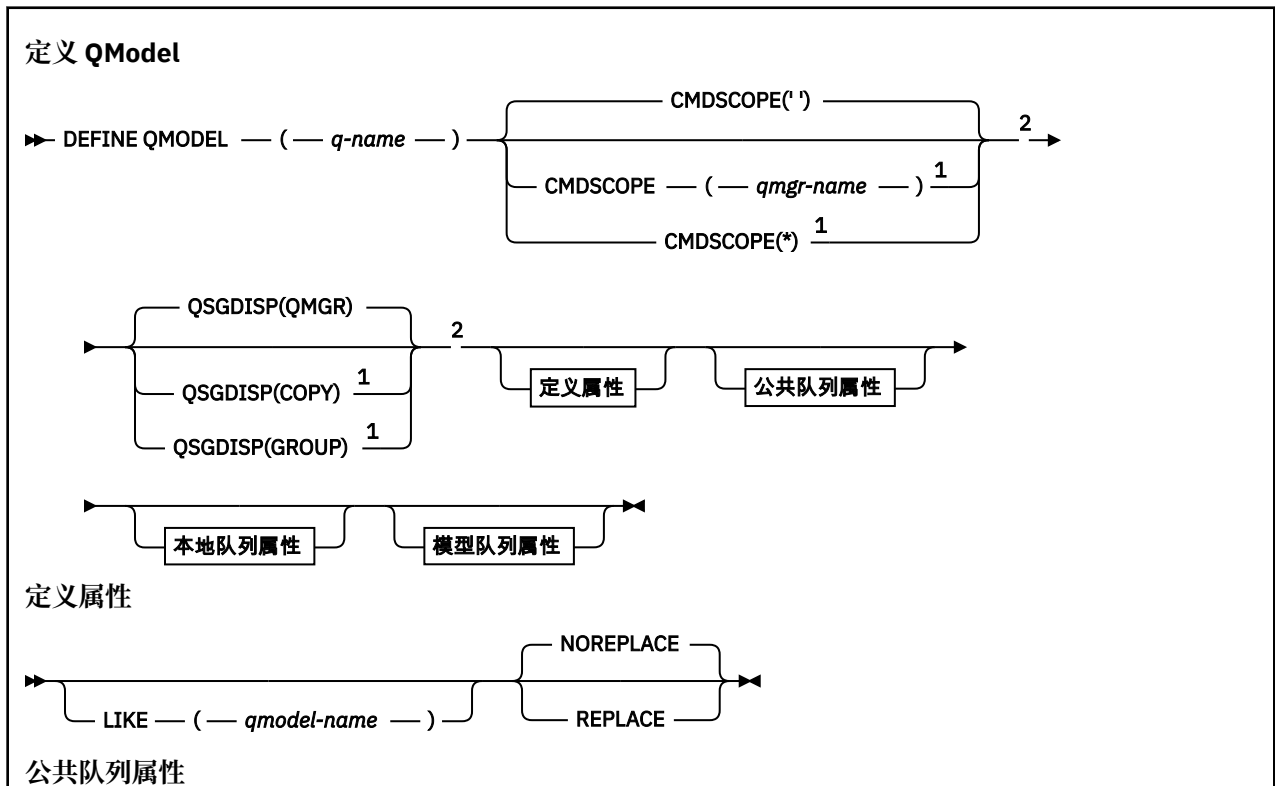 定义 QModel
CMDSCOPE(' ')
DEFINE QMODEL ( q-name ) 2
CMDSCOPE ( qmgr-name ) 1
CMDSCOPE(*) 1
QSGDISP(QMGR) 2
QSGDISP(COPY) 1
定义属性 公共队列属性
QSGDISP(GROUP) 1
本地队列属性 模型队列属性
定义属性
NOREPLACE
LIKE ( qmodel-name ) REPLACE
公共队列属性